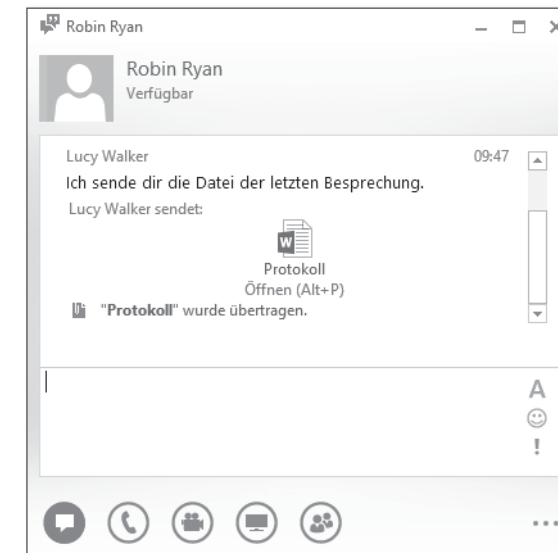 Robin Ryan
Robin Ryan
Verfügbar
Lucy Walker 09:47
Ich sende dir die Datei der letzten Besprechung.
Lucy Walker sendet:
W
Protokoll
Öffnen (Alt+P)
"Protokoll" wurde übertragen.
A
!